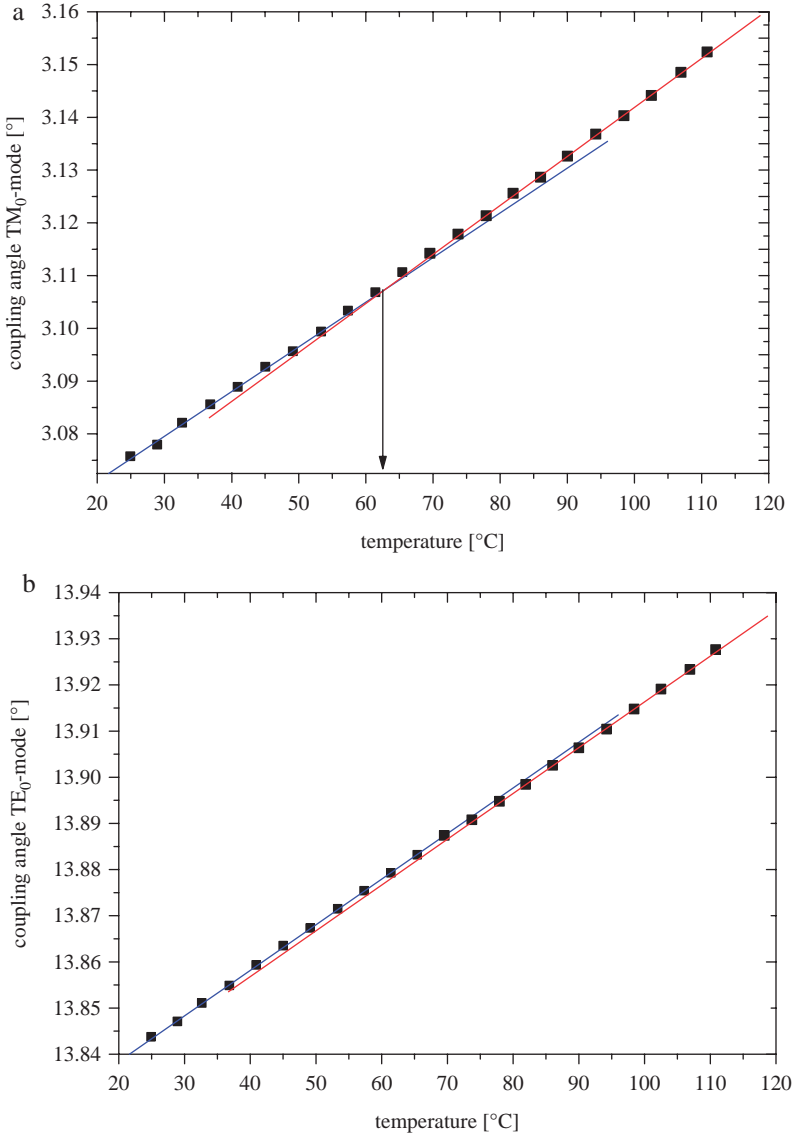 a
3.16
3.15
3.14
3.13
3.12
3.11
3.10
3.09
3.08
coupling angle TM0-mode [°]
20 30 40 50 60 70 80 90 100 110 120
temperature [°C]
b
13.94
13.93
13.92
13.91
13.90
13.89
13.88
13.87
13.86
13.85
13.84
coupling angle TE0-mode [°]
20 30 40 50 60 70 80 90 100 110 120
temperature [°C]